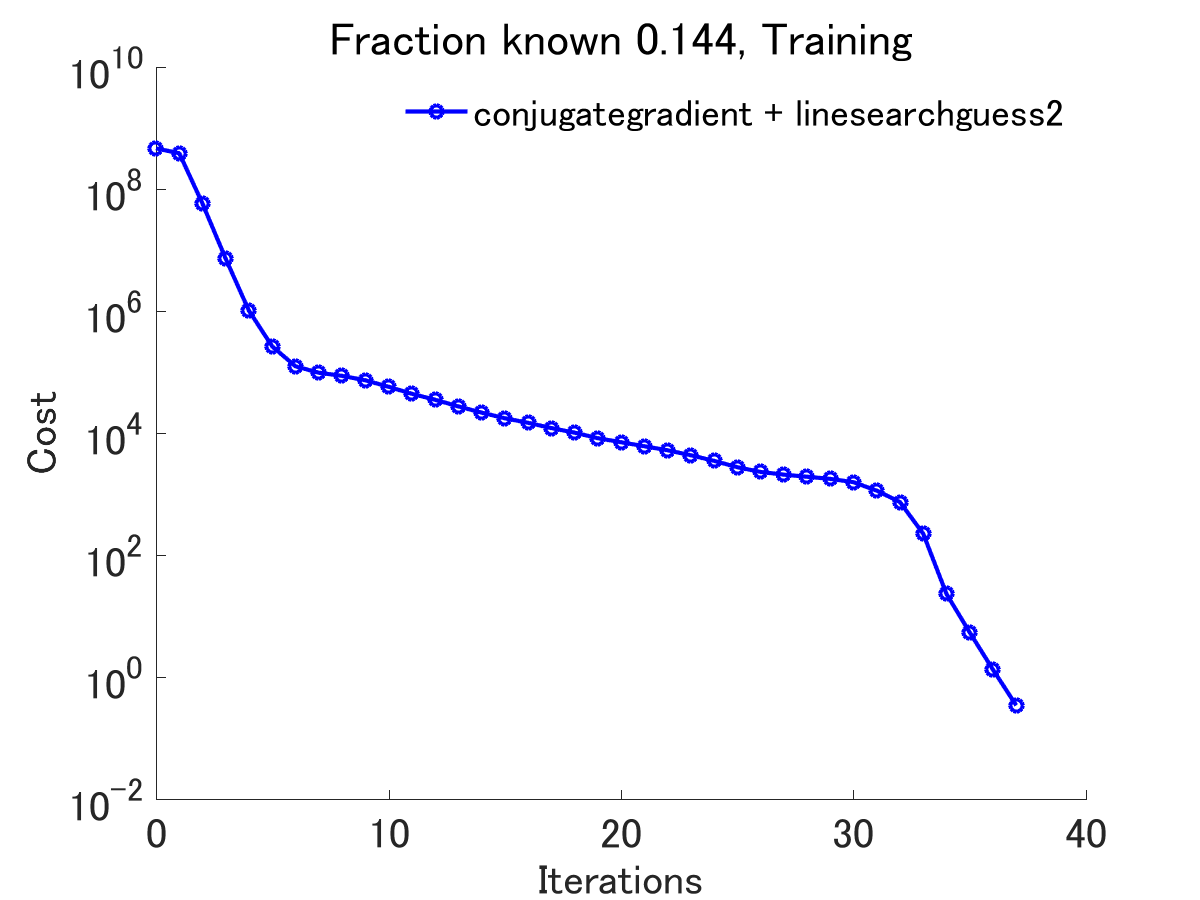 Fraction known 0.144, Training
conjugategradient + linesearchguess2
Cost
10^10
10^8
10^6
10^4
10^2
10^0
10^−2
0 10 20 30 40
Iterations